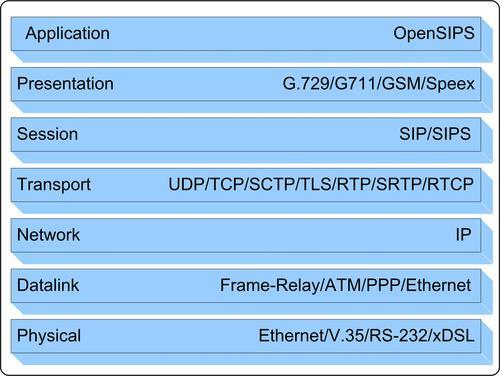 Application OpenSIPS
Presentation G.729/G711/GSM/Speex
Session SIP/SIPS
Transport UDP/TCP/SCTP/TLS/RTP/SRTP/RTCP
Network IP
Datalink Frame-Relay/ATM/PPP/Ethernet
Physical Ethernet/V.35/RS-232/xDSL